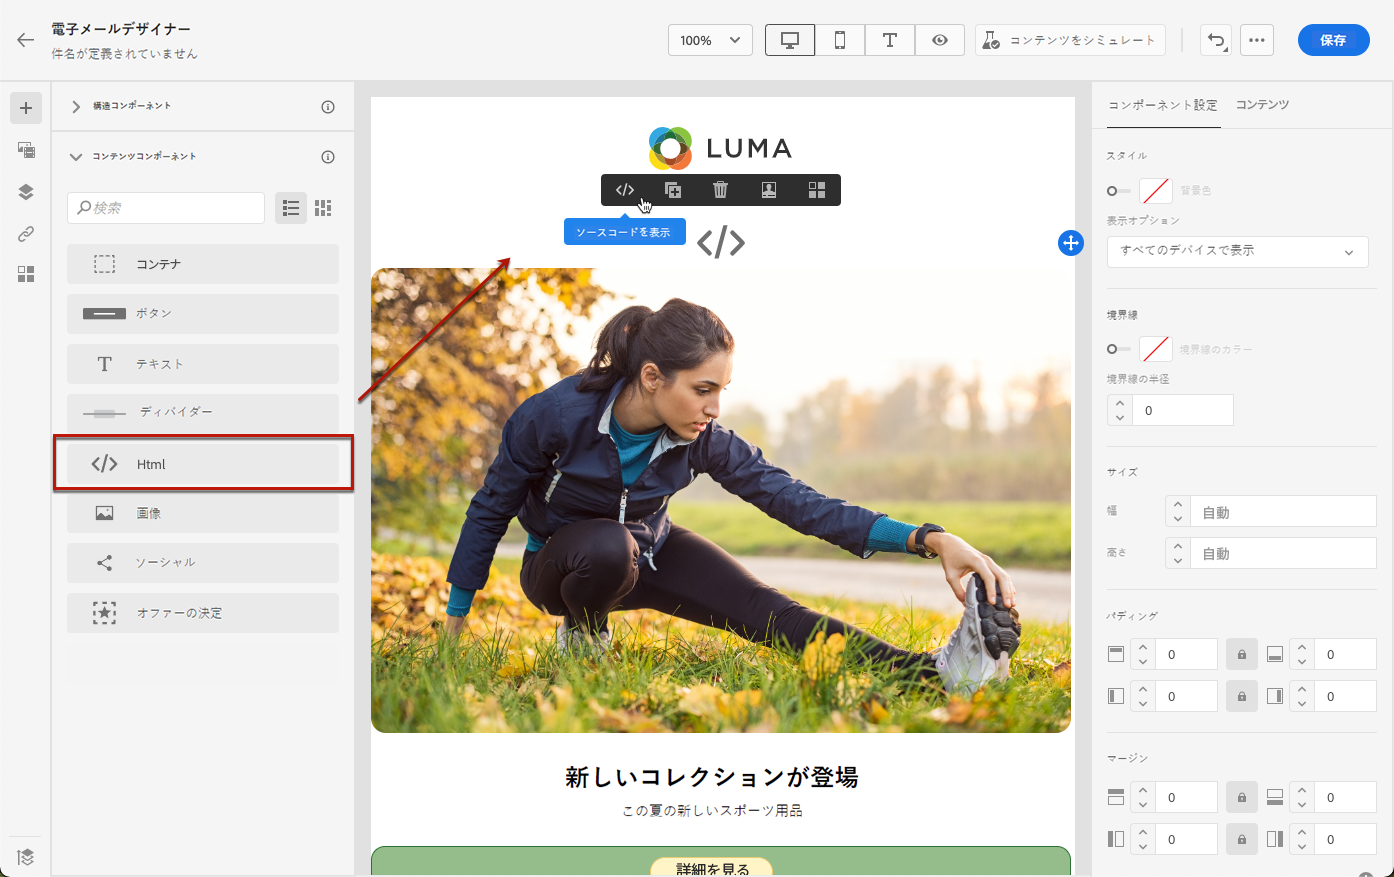 電子メールデザイナー
件名が定義されていません
100%
コンテンツをシミュレート
保存
構造コンポーネント
コンテンツコンポーネント
検索
コンテナ
ボタン
テキスト
ディバイダー
Html
画像
ソーシャル
オファーの決定
LUMA
ソースコードを表示
新しいコレクションが登場
この夏の新しいスポーツ用品
詳細を見る
コンポーネント設定
コンテンツ
スタイル
背景色
表示オプション
すべてのデバイスで表示
境界線
境界線のカラー
境界線の半径
0
サイズ
幅
自動
高さ
自動
パディング
0
0
0
0
マージン
0
0
0
0